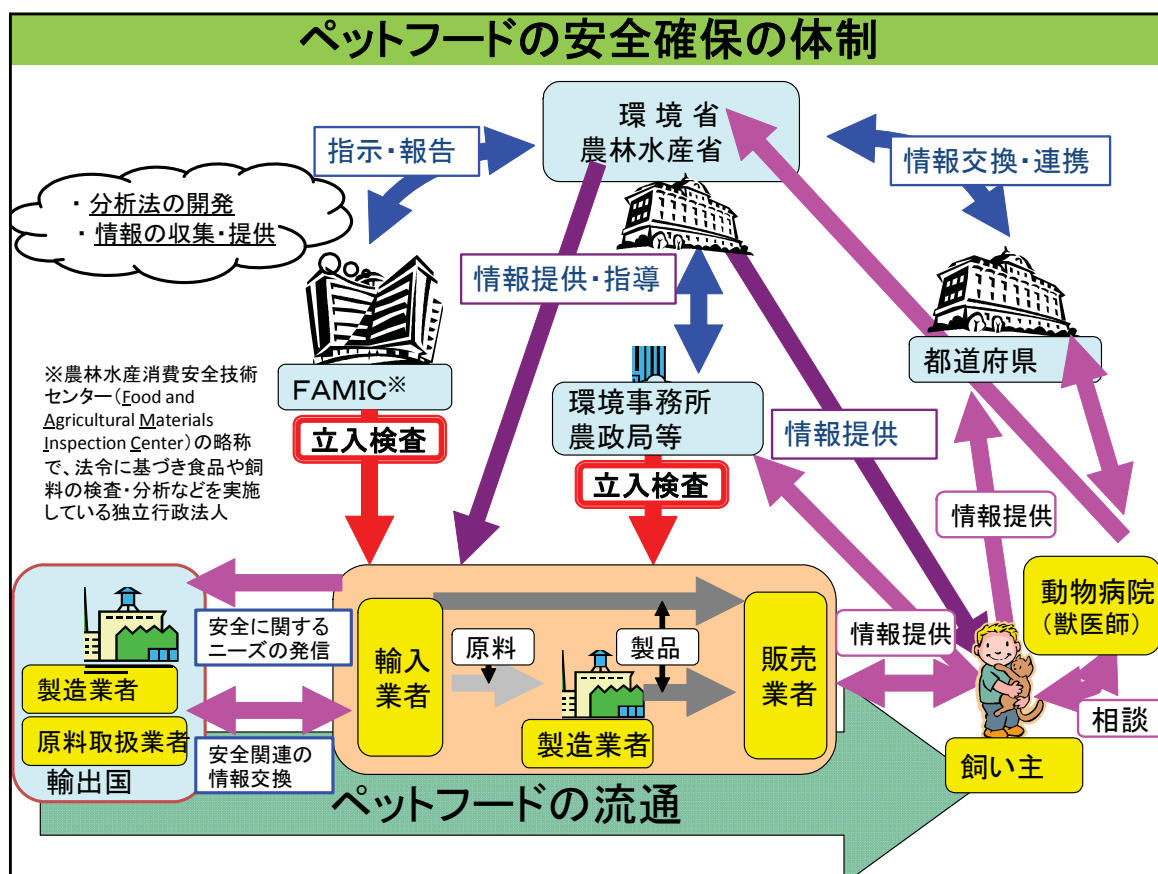 ペットフードの安全確保の体制
環 境 省
農林水産省
指示・報告
情報交換・連携
・ 分析法の開発
・ 情報の収集・提供
情報提供・指導
都道府県
FAMIC※
環境事務所
農政局等
情報提供
※農林水産消費安全技術
センター(Food and
Agricultural Materials
Inspection Center)の略称
で、法令に基づき食品や飼
料の検査・分析などを実施
している独立行政法人
立入検査
立入検査
情報提供
動物病院
(獣医師)
安全に関する
ニーズの発信
輸入
業者
原料
製品
販売
業者
情報提供
製造業者
原料取扱業者
輸出国
安全関連の
情報交換
製造業者
相談
飼い主
ペットフードの流通